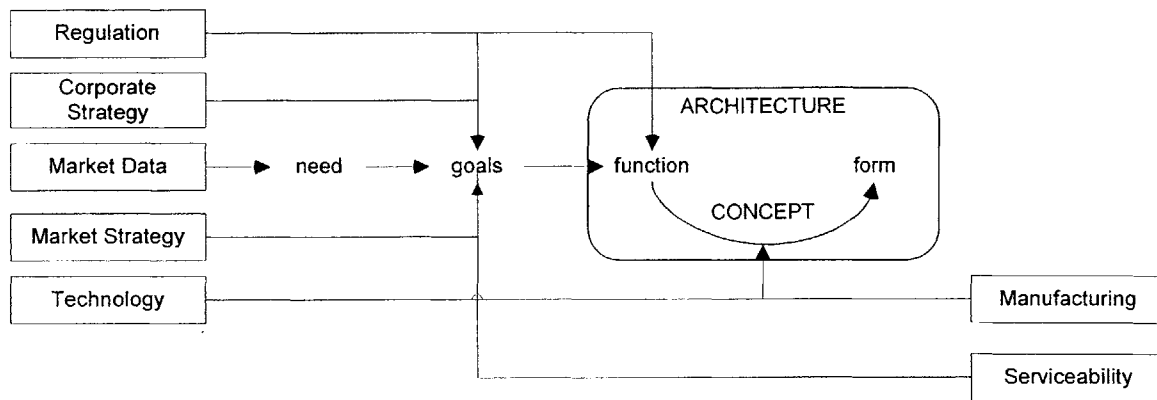 Regulation
Corporate
Strategy
ARCHITECTURE
Market Data
need
goals
function
form
CONCEPT
Market Strategy
Technology
Manufacturing
Serviceability